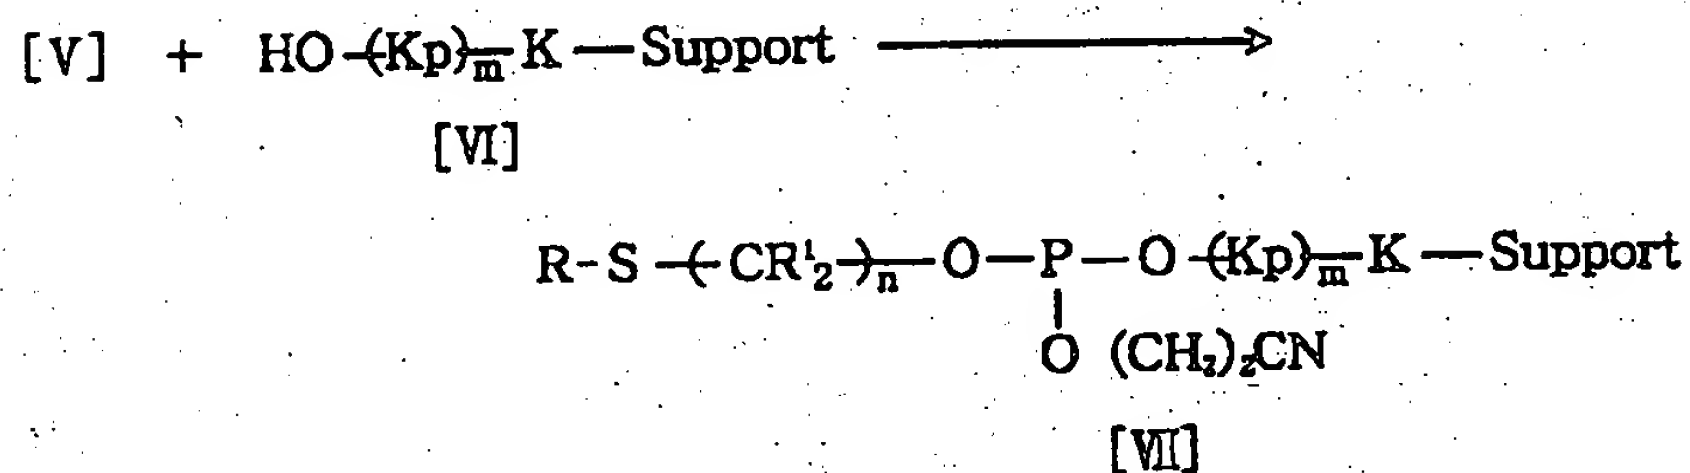 [V] + HO-(Kp)m-K-Support
[VI]
R-S-(CR¹₂)n-O-P-O-(Kp)m-K-Support
O(CH₂)₂CN
[VII]